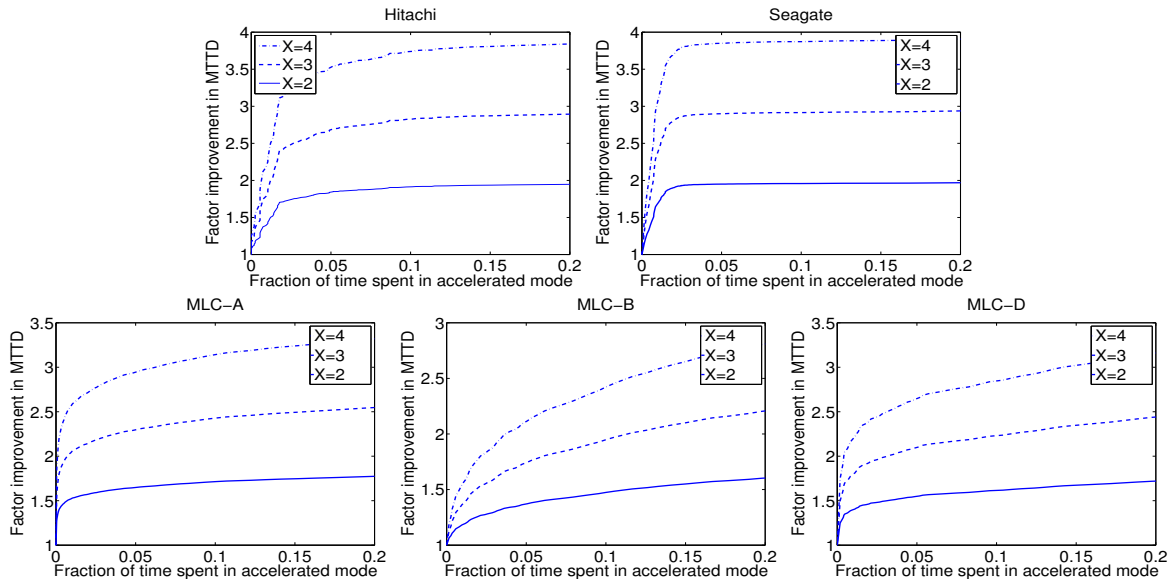 Hitachi
Factor improvement in MTTD
4
3.5
3
2.5
2
1.5
1
X=4
X=3
X=2
0 0.05 0.1 0.15 0.2
Fraction of time spent in accelerated mode
Seagate
Factor improvement in MTTD
4
3.5
3
2.5
2
1.5
1
X=4
X=3
X=2
0 0.05 0.1 0.15 0.2
Fraction of time spent in accelerated mode
MLC-A
Factor improvement in MTTD
3.5
3
2.5
2
1.5
1
X=4
X=3
X=2
0 0.05 0.1 0.15 0.2
Fraction of time spent in accelerated mode
MLC-B
Factor improvement in MTTD
3
2.5
2
1.5
1
X=4
X=3
X=2
0 0.05 0.1 0.15 0.2
Fraction of time spent in accelerated mode
MLC-D
Factor improvement in MTTD
3.5
3
2.5
2
1.5
1
X=4
X=3
X=2
0 0.05 0.1 0.15 0.2
Fraction of time spent in accelerated mode